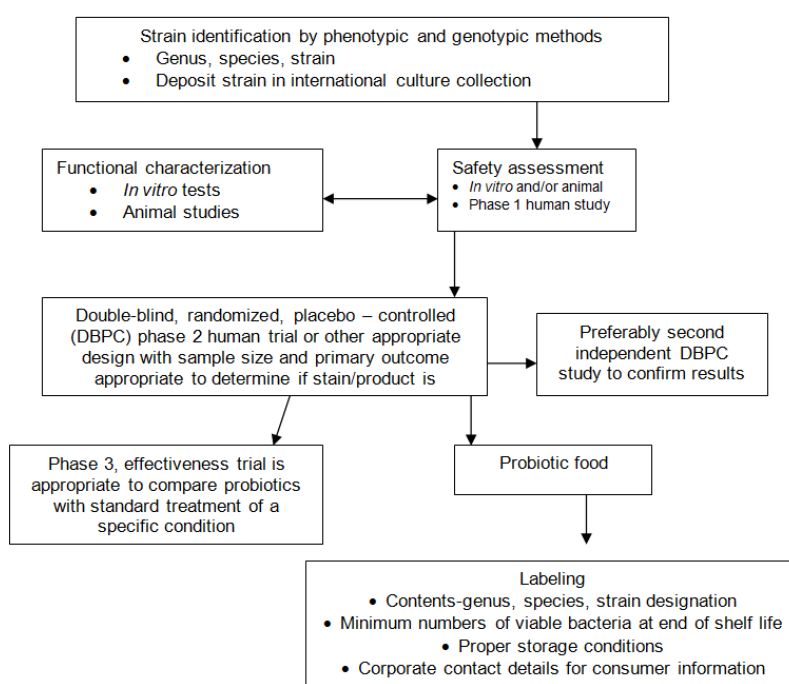 Strain identification by phenotypic and genotypic methods
• Genus, species, strain
• Deposit strain in international culture collection
Functional characterization
• In vitro tests
• Animal studies
Safety assessment
• In vitro and/or animal
• Phase 1 human study
Double-blind, randomized, placebo – controlled
(DBPC) phase 2 human trial or other appropriate
design with sample size and primary outcome
appropriate to determine if stain/product is
Preferably second
independent DBPC
study to confirm results
Phase 3, effectiveness trial is
appropriate to compare probiotics
with standard treatment of a
specific condition
Probiotic food
Labeling
• Contents-genus, species, strain designation
• Minimum numbers of viable bacteria at end of shelf life
• Proper storage conditions
• Corporate contact details for consumer information